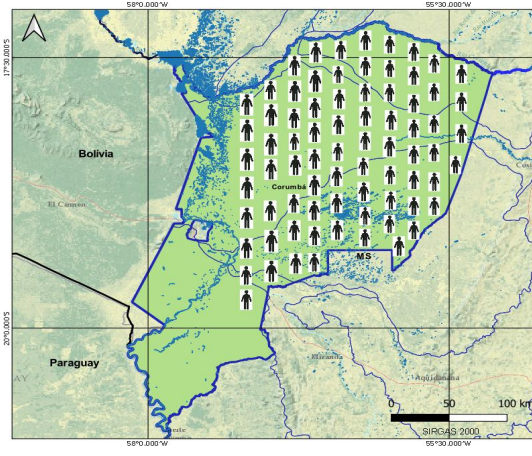 58°0.000'W
55°30.000'W
17°30.000'S
Bolívia
El Carmen
Corumbá
MS
20°0.000'S
Paraguay
Miranda
Aquidauana
0 50 100 km
SIRGAS 2000
58°0.000'W
55°30.000'W